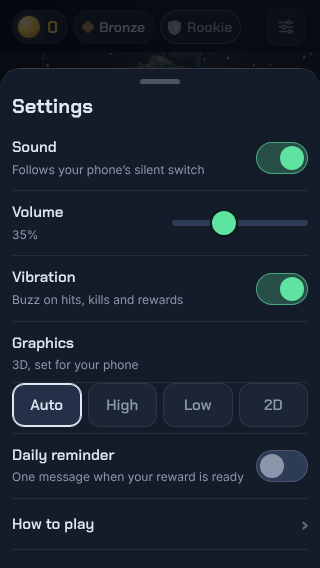 0 Bronze Rookie
Settings
Sound
Follows your phone's silent switch
Volume
35%
Vibration
Buzz on hits, kills and rewards
Graphics
3D, set for your phone
Auto High Low 2D
Daily reminder
One message when your reward is ready
How to play